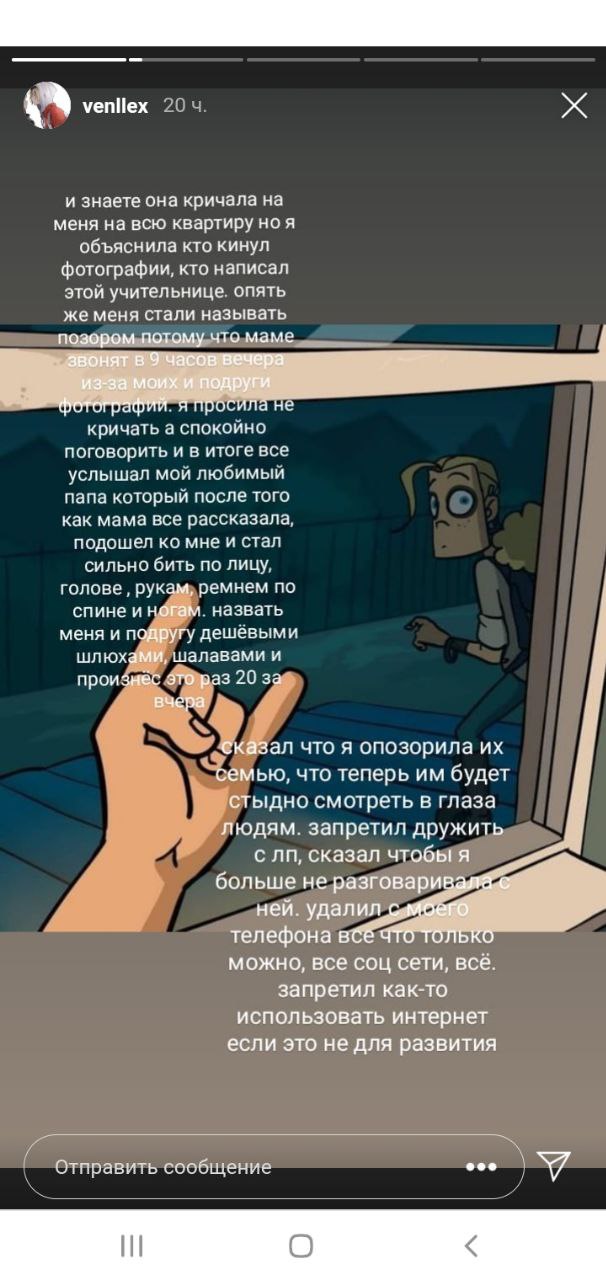 venllex 20 ч.
и знаете она кричала на
меня на всю квартиру но я
объяснила кто кинул
фотографии, кто написал
этой учительнице. опять
же меня стали называть
позором потому что маме
звонят в 9 часов вечера
из-за моих и подруги
фотографий. я просила не
кричать а спокойно
поговорить и в итоге все
услышал мой любимый
папа который после того
как мама все рассказала,
подошел ко мне и стал
сильно бить по лицу,
голове , рукам, ремнем по
спине и ногам. назвать
меня и подругу дешёвыми
шлюхами, шалавами и
произнёс это раз 20 за
вчера
сказал что я опозорила их
семью, что теперь им будет
стыдно смотреть в глаза
людям. запретил дружить
с лп, сказал чтобы я
больше не разговаривала с
ней. удалил с моего
телефона все что только
можно, все соц сети, всё.
запретил как-то
использовать интернет
если это не для развития
Отправить сообщение